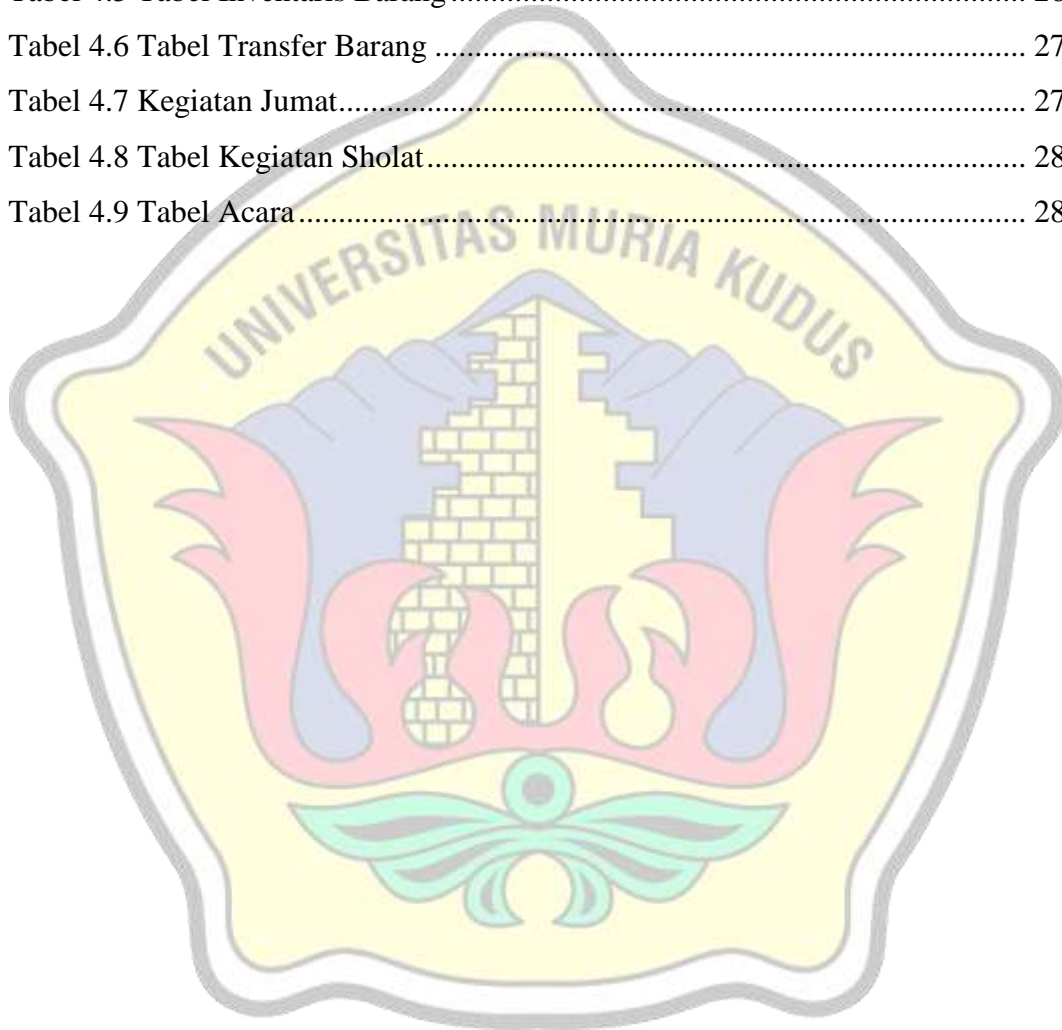 Tabel 4.6 Tabel Transfer Barang ........................................................................ 27
Tabel 4.7 Kegiatan Jumat.................................................................................... 27
Tabel 4.8 Tabel Kegiatan Sholat......................................................................... 28
Tabel 4.9 Tabel Acara......................................................................................... 28
UNIVERSITAS MURIA KUDUS